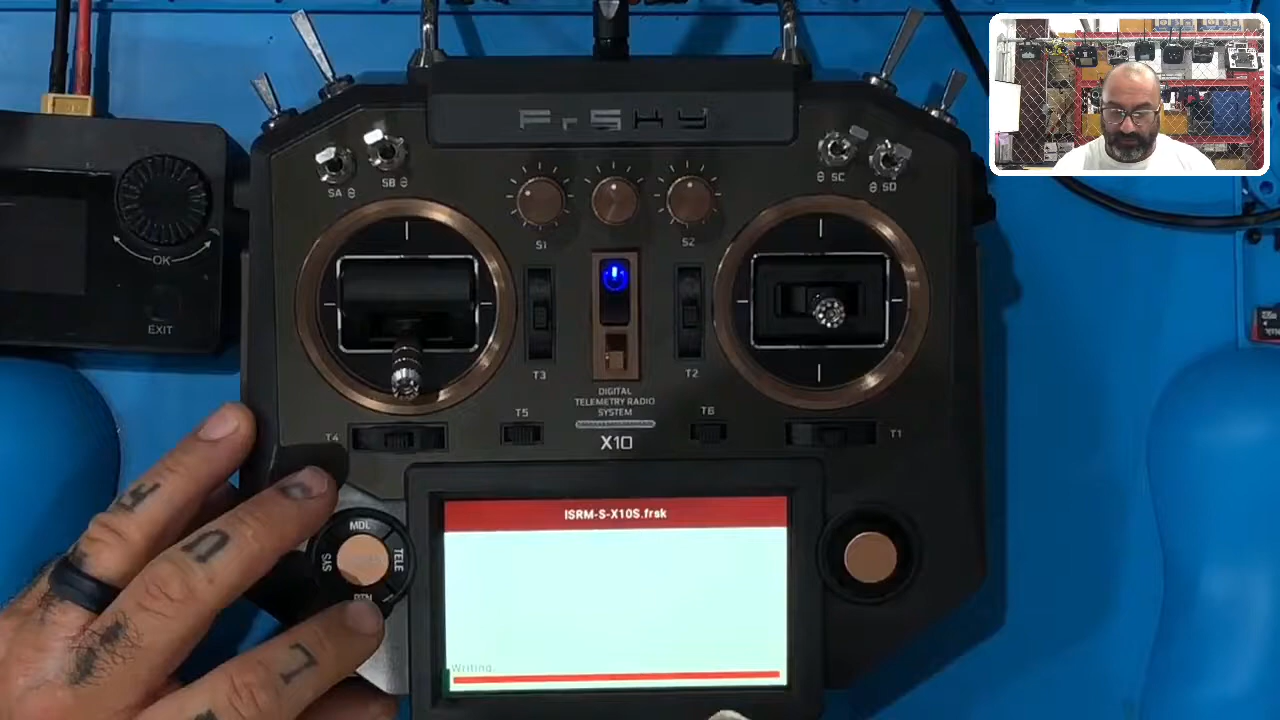 FrSKY
SA
SB
SC
SD
S1
S2
OK
EXIT
T3
T2
DIGITAL
TELEMETRY RADIO
SYSTEM
X10
T4
T5
T6
T1
ISRM-S-X10S.frsk
Writing
MDL
TELE
SYS
RTN